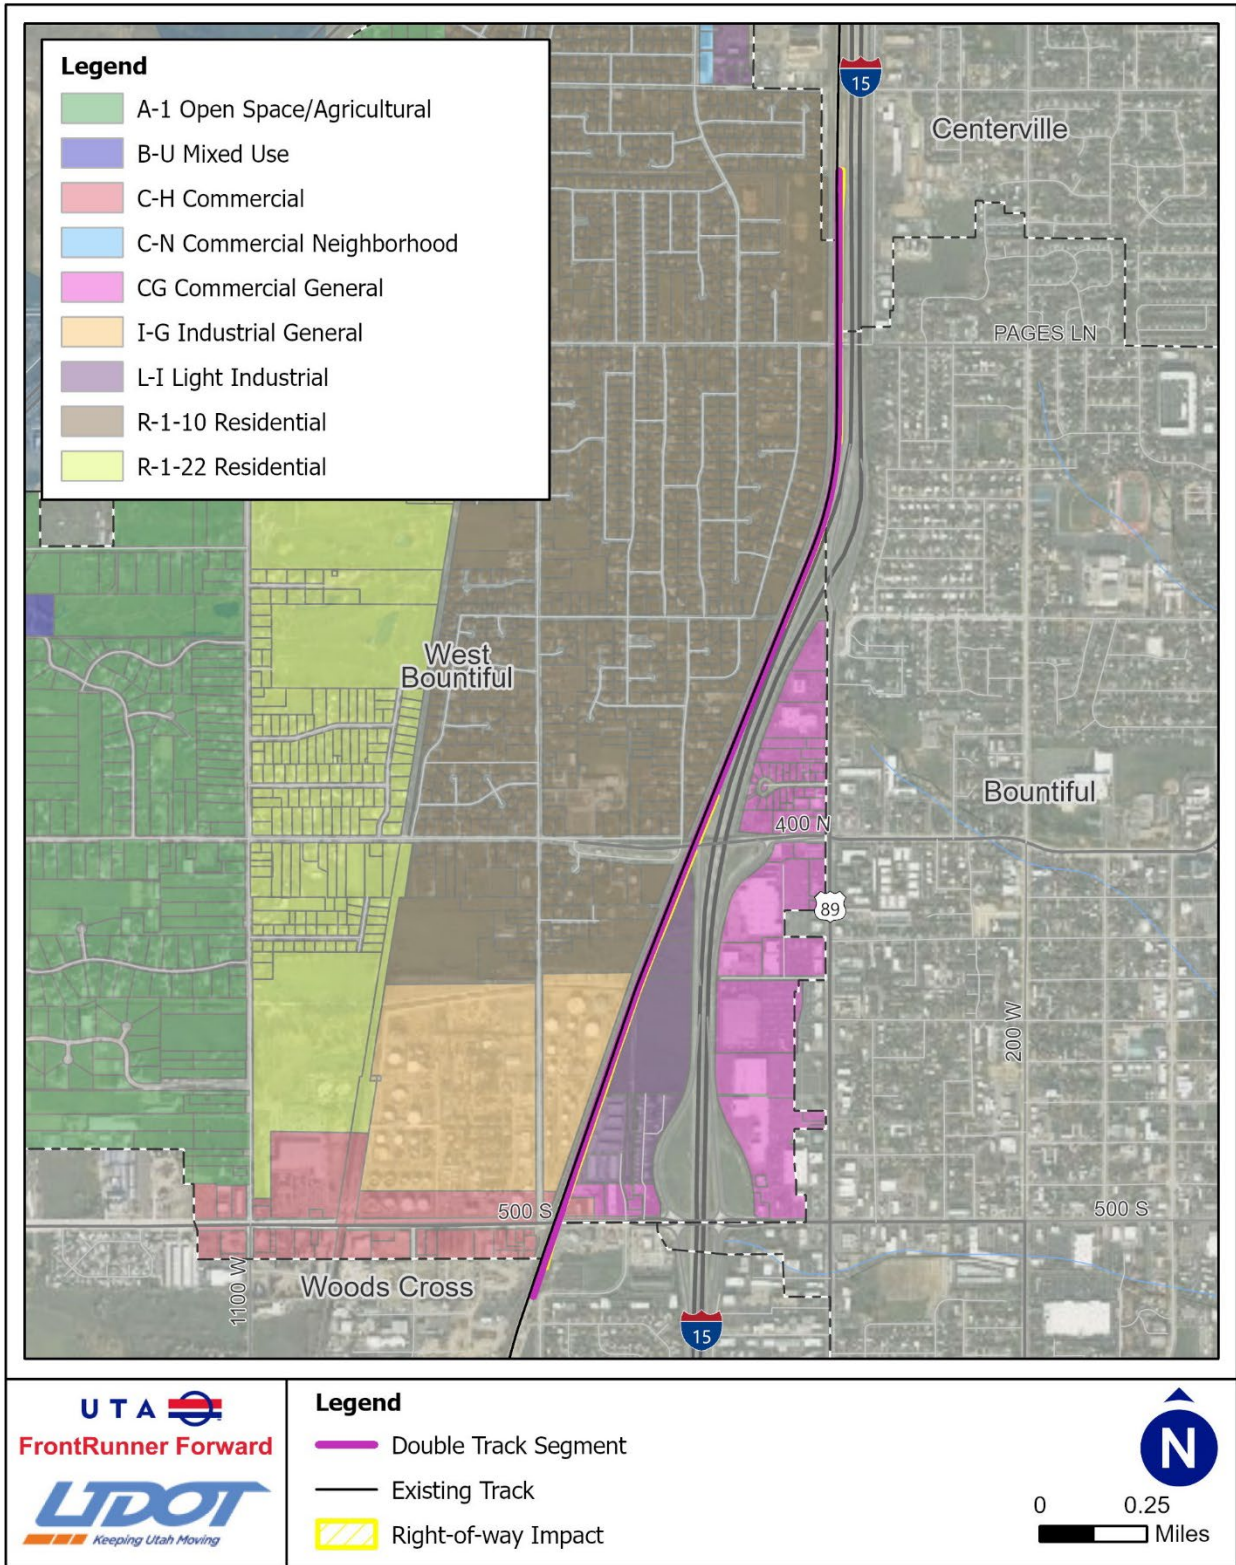 Legend
A-1 Open Space/Agricultural
B-U Mixed Use
C-H Commercial
C-N Commercial Neighborhood
CG Commercial General
I-G Industrial General
L-I Light Industrial
R-1-10 Residential
R-1-22 Residential
15
Centerville
PAGES LN
West
Bountiful
Bountiful
400 N
89
200 W
500 S
500 S
1100 W
Woods Cross
15
UTA
FrontRunner Forward
UDOT
Keeping Utah Moving
Legend
Double Track Segment
Existing Track
Right-of-way Impact
N
0 0.25
Miles